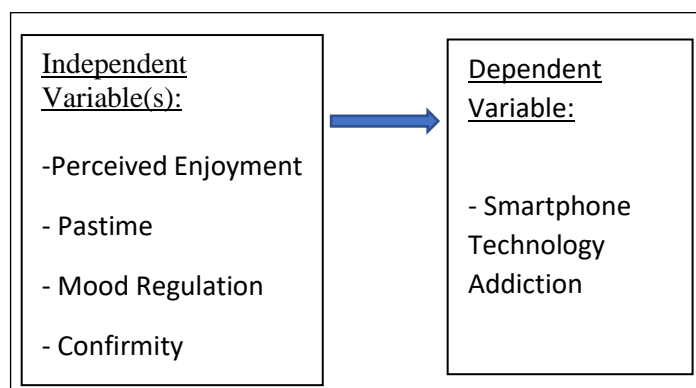 Independent
Variable(s):
-Perceived Enjoyment
- Pastime
- Mood Regulation
- Confirmity
Dependent
Variable:
- Smartphone
Technology
Addiction